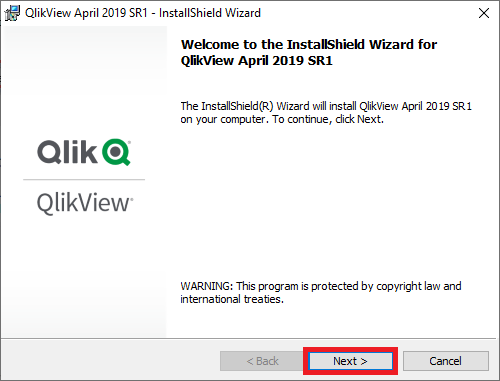 QlikView April 2019 SR1 - InstallShield Wizard
Welcome to the InstallShield Wizard for
QlikView April 2019 SR1
The InstallShield(R) Wizard will install QlikView April 2019 SR1
on your computer. To continue, click Next.
Qlik Q
QlikView®
WARNING: This program is protected by copyright law and
international treaties.
< Back
Next >
Cancel